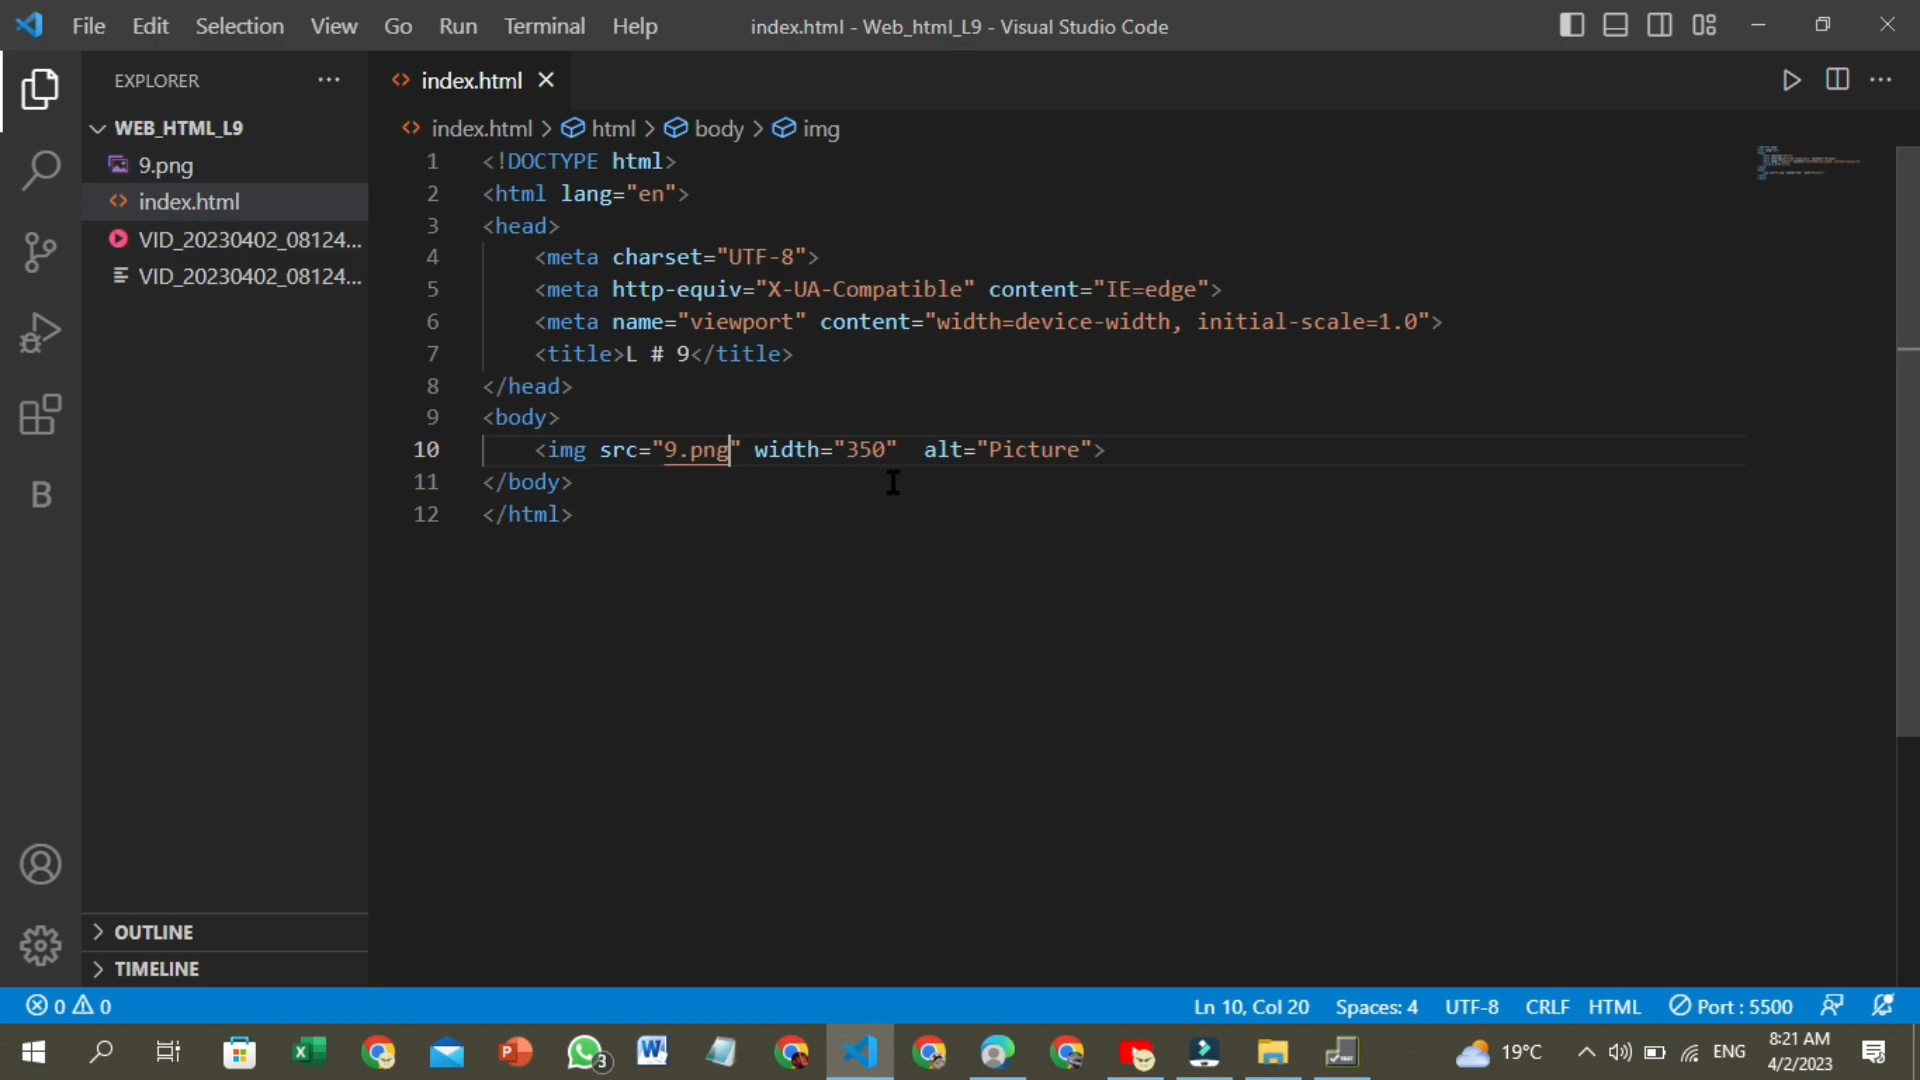 File Edit Selection View Go Run Terminal Help index.html - Web_html_L9 - Visual Studio Code
EXPLORER
index.html
WEB_HTML_L9
9.png
index.html
VID_20230402_08124...
VID_20230402_08124...
index.html > html > body > img
1 <!DOCTYPE html>
2 <html lang="en">
3 <head>
4 <meta charset="UTF-8">
5 <meta http-equiv="X-UA-Compatible" content="IE=edge">
6 <meta name="viewport" content="width=device-width, initial-scale=1.0">
7 <title>L # 9</title>
8 </head>
9 <body>
10 <img src="9.png" width="350"  alt="Picture">
11 </body>
12 </html>
B
OUTLINE
TIMELINE
0 0 Ln 10, Col 20 Spaces: 4 UTF-8 CRLF HTML Port : 5500
3 19°C ENG 8:21 AM
4/2/2023